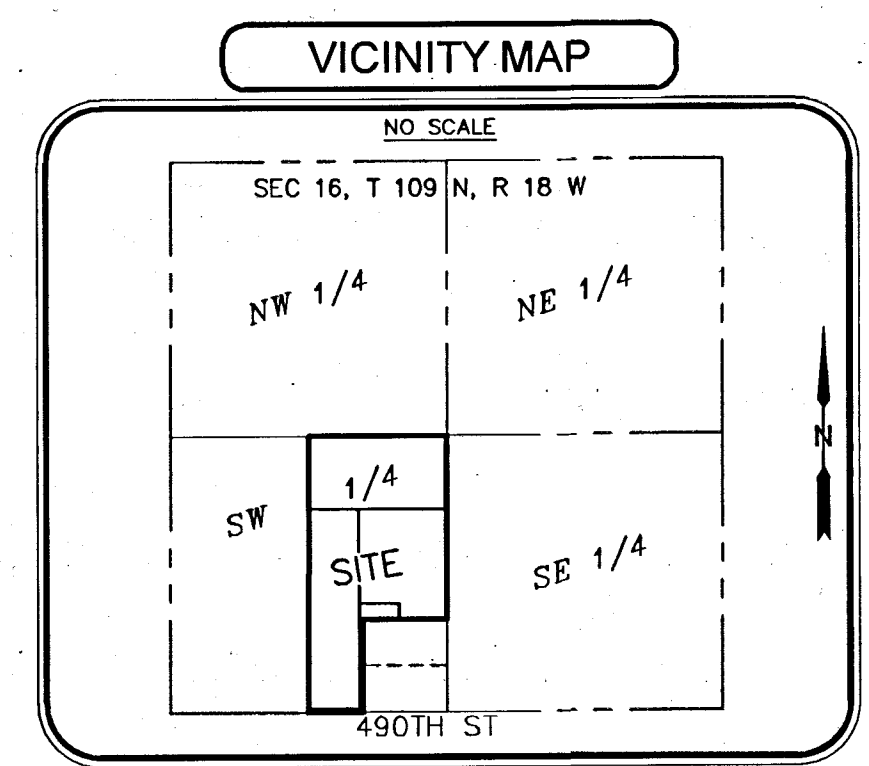 VICINITY MAP
NO SCALE
SEC 16, T 109 N, R 18 W
NW 1/4
NE 1/4
N
SW 1/4
SITE
SE 1/4
490TH ST